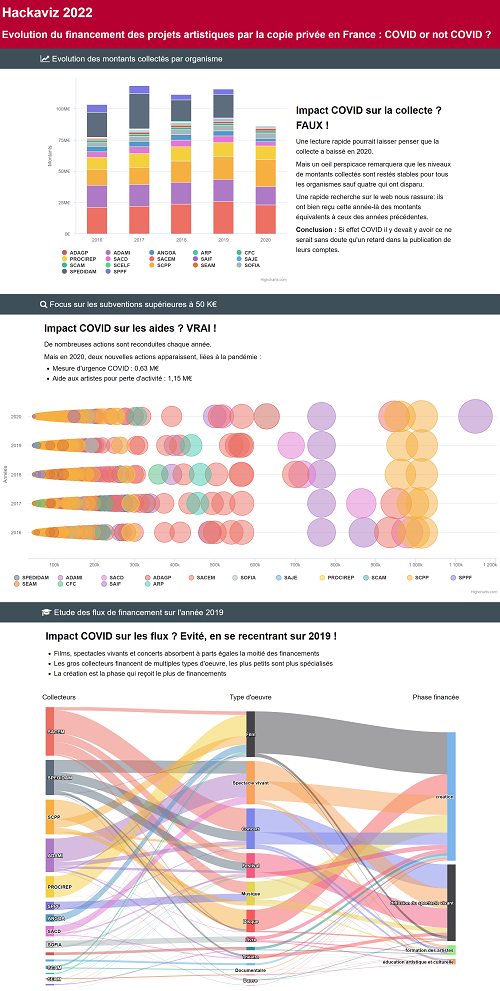 Hackaviz 2022
Evolution du financement des projets artistiques par la copie privée en France : COVID or not COVID ?
Evolution des montants collectés par organisme
Montants
100M€
75M€
50M€
25M€
0€
2016 2017 2018 2019 2020
ADAGP ADAMI ANGOA ARP CFC
PROCIREP SACD SACEM SAIF SAJE
SCAM SCELF SCPP SEAM SOFIA
SPEDIDAM SPPF
Highcharts.com
Impact COVID sur la collecte ?
FAUX !
Une lecture rapide pourrait laisser penser que la
collecte a baissé en 2020.
Mais un oeil perspicace remarquera que les niveaux
de montants collectés sont restés stables pour tous
les organismes sauf quatre qui ont disparu.
Une rapide recherche sur le web nous rassure: ils
ont bien reçu cette année-là des montants
équivalents à ceux des années précédentes.
Conclusion : Si effet COVID il y devait y avoir ce ne
serait sans doute qu'un retard dans la publication de
leurs comptes.
Focus sur les subventions supérieures à 50 K€
Impact COVID sur les aides ? VRAI !
De nombreuses actions sont reconduites chaque année.
Mais en 2020, deux nouvelles actions apparaissent, liées à la pandémie :
Mesure d'urgence COVID : 0,63 M€
Aide aux artistes pour perte d'activité : 1,15 M€
Années
2020
2019
2018
2017
2016
100k 200k 300k 400k 500k 600k 700k 800k 900k 1 000k 1 100k 1 200k
SPEDIDAM ADAMI SACD ADAGP SACEM SOFIA SAJE PROCIREP SCAM SCPP SPPF
SEAM CFC SAIF ARP
Highcharts.com
Etude des flux de financement sur l'année 2019
Impact COVID sur les flux ? Evité, en se recentrant sur 2019 !
Films, spectacles vivants et concerts absorbent à parts égales la moitié des financements
Les gros collecteurs financent de multiples types d'oeuvre, les plus petits sont plus spécialisés
La création est la phase qui reçoit le plus de financements
Collecteurs Type d'oeuvre Phase financée
SACEM
SPEDIDAM
SCPP
ADAMI
PROCIREP
SPPF
ANGOA
SACD
SOFIA
SCAM
SEAM
Film
Spectacle vivant
Concert
Festival
Musique
Disque
Livre
Théâtre
Documentaire
Danse
création
diffusion du spectacle vivant
formation des artistes
éducation artistique et culturelle